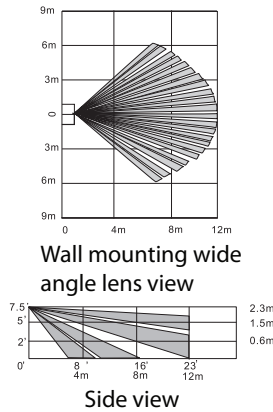 9m
6m
3m
0
3m
6m
9m
0 4m 8m 12m
Wall mounting wide
angle lens view
7.5' 2.3m
5' 1.5m
2' 0.6m
0' 8' 16' 23'
4m 8m 12m
Side view